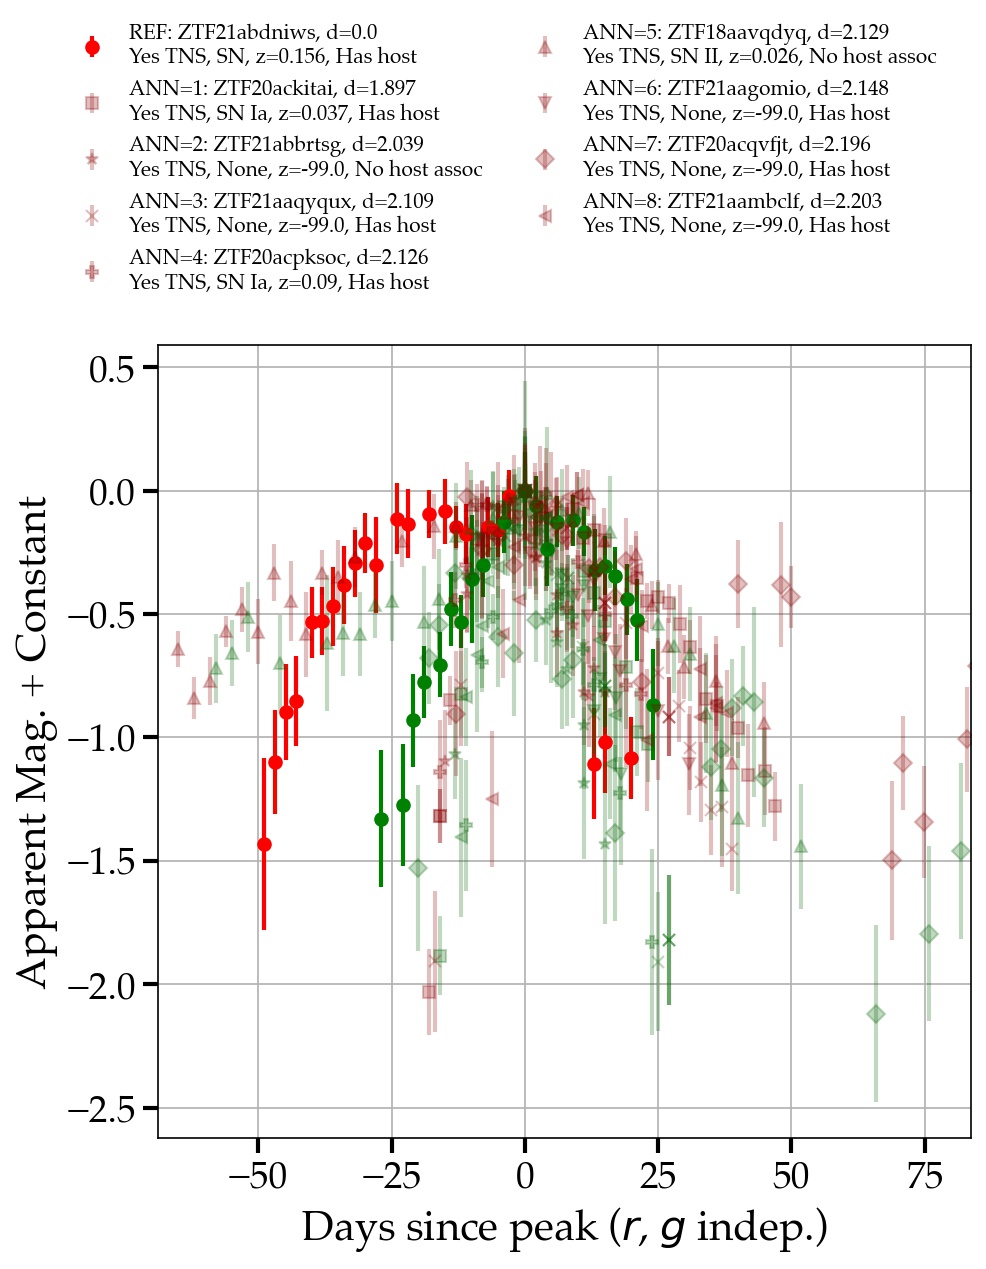 REF: ZTF21abdniws, d=0.0
Yes TNS, SN, z=0.156, Has host
ANN=1: ZTF20ackitai, d=1.897
Yes TNS, SN Ia, z=0.037, Has host
ANN=2: ZTF21abbrtsg, d=2.039
Yes TNS, None, z=-99.0, No host assoc
ANN=3: ZTF21aaqyqux, d=2.109
Yes TNS, None, z=-99.0, Has host
ANN=4: ZTF20acpksoc, d=2.126
Yes TNS, SN Ia, z=0.09, Has host
ANN=5: ZTF18aavqdyq, d=2.129
Yes TNS, SN II, z=0.026, No host assoc
ANN=6: ZTF21aagomio, d=2.148
Yes TNS, None, z=-99.0, Has host
ANN=7: ZTF20acqvfjt, d=2.196
Yes TNS, None, z=-99.0, Has host
ANN=8: ZTF21aambclf, d=2.203
Yes TNS, None, z=-99.0, Has host
Apparent Mag. + Constant
0.5
0.0
−0.5
−1.0
−1.5
−2.0
−2.5
−50 −25 0 25 50 75
Days since peak (r, g indep.)